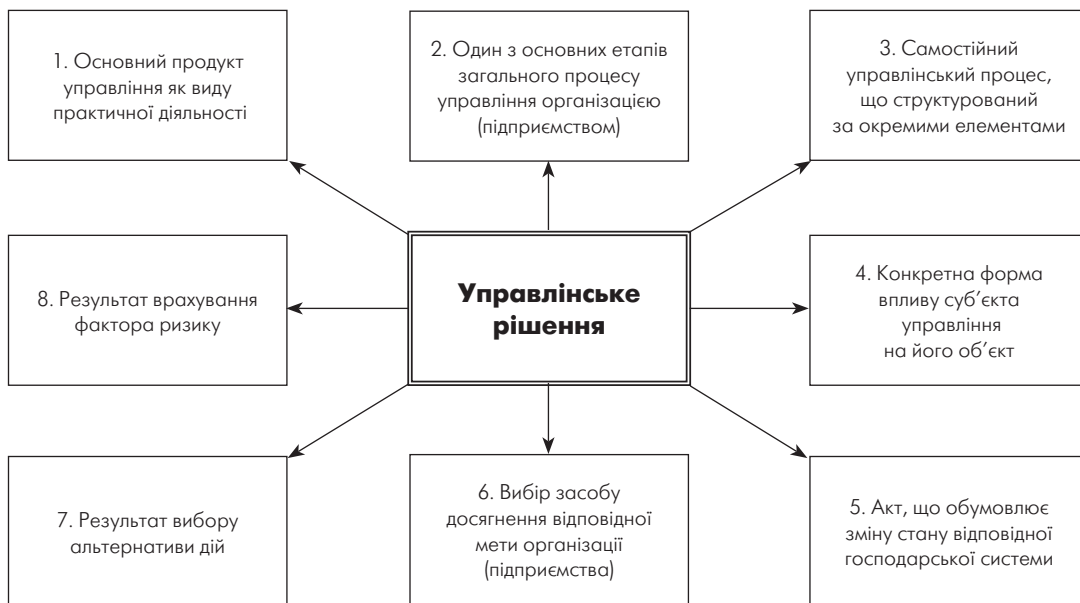 1. Основний продукт
управління як виду
практичної діяльності
2. Один з основних етапів
загального процесу
управління організацією
(підприємством)
3. Самостійний
управлінський процес,
що структурований
за окремими елементами
8. Результат врахування
фактора ризику
Управлінське
рішення
4. Конкретна форма
впливу суб’єкта
управління
на його об’єкт
7. Результат вибору
альтернативи дій
6. Вибір засобу
досягнення відповідної
мети організації
(підприємства)
5. Акт, що обумовлює
зміну стану відповідної
господарської системи